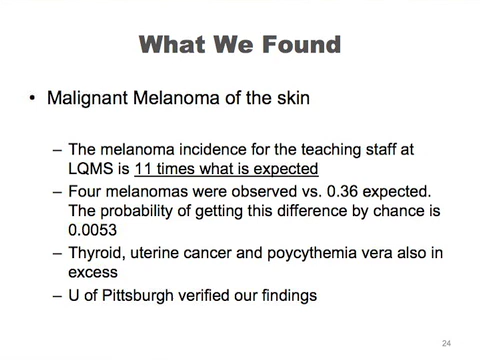 What We Found
• Malignant Melanoma of the skin
– The melanoma incidence for the teaching staff at
LQMS is 11 times what is expected
– Four melanomas were observed vs. 0.36 expected.
The probability of getting this difference by chance is
0.0053
– Thyroid, uterine cancer and poycythemia vera also in
excess
– U of Pittsburgh verified our findings
24